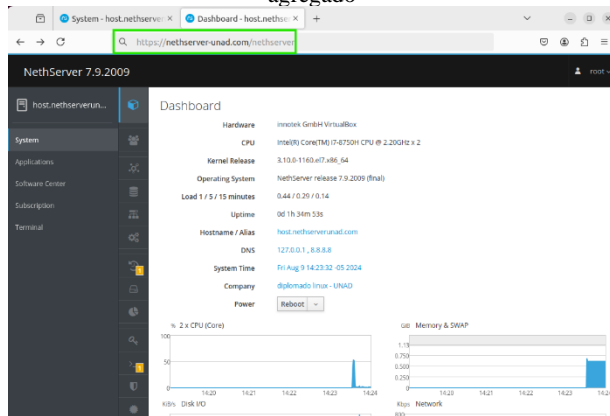 agregado
System - host.nethserver
Dashboard - host.nethse
https://nethserver-unad.com/nethserver
NethServer 7.9.2009
root
host.nethserverun...
System
Applications
Software Center
Subscription
Terminal
Dashboard
Hardware innotek GmbH VirtualBox
CPU Intel(R) Core(TM) i7-8750H CPU @ 2.20GHz x 2
Kernel Release 3.10.0-1160.el7.x86_64
Operating System NethServer release 7.9.2009 (final)
Load 1 / 5 / 15 minutes 0.44 / 0.29 / 0.14
Uptime 0d 1h 34m 53s
Hostname / Alias host.nethserverunad.com
DNS 127.0.0.1 , 8.8.8.8
System Time Fri Aug 9 14:23:32 -05 2024
Company diplomado linux - UNAD
Power Reboot
% 2 x CPU (Core)
100
50
0
14:20 14:21 14:22 14:23 14:24
GiB Memory & SWAP
1.13
0.750
0.500
0.250
0
14:20 14:21 14:22 14:23 14:24
KiB/s Disk I/O
Kbps Network